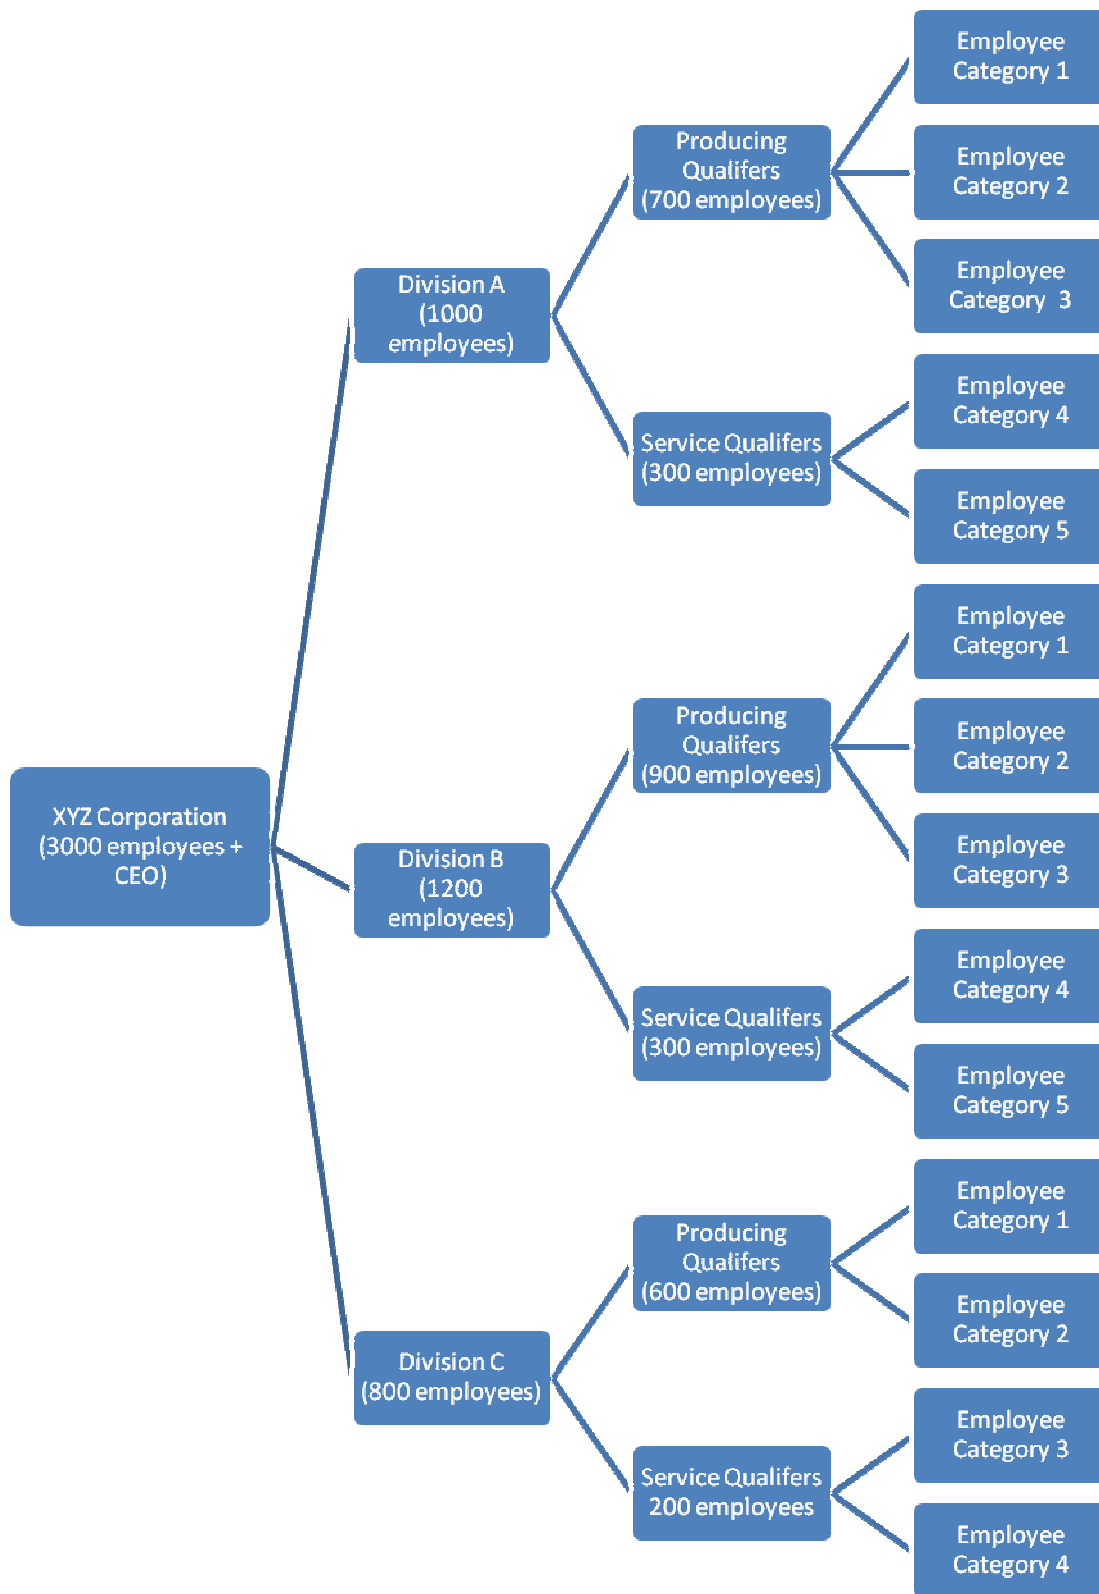 XYZ Corporation
(3000 employees +
CEO)
Division A
(1000
employees)
Producing
Qualifers
(700 employees)
Employee
Category 1
Employee
Category 2
Employee
Category  3
Service Qualifers
(300 employees)
Employee
Category 4
Employee
Category 5
Division B
(1200
employees)
Producing
Qualifers
(900 employees)
Employee
Category 1
Employee
Category 2
Employee
Category 3
Service Qualifers
(300 employees)
Employee
Category 4
Employee
Category 5
Division C
(800 employees)
Producing
Qualifers
(600 employees)
Employee
Category 1
Employee
Category 2
Service Qualifers
200 employees
Employee
Category 3
Employee
Category 4